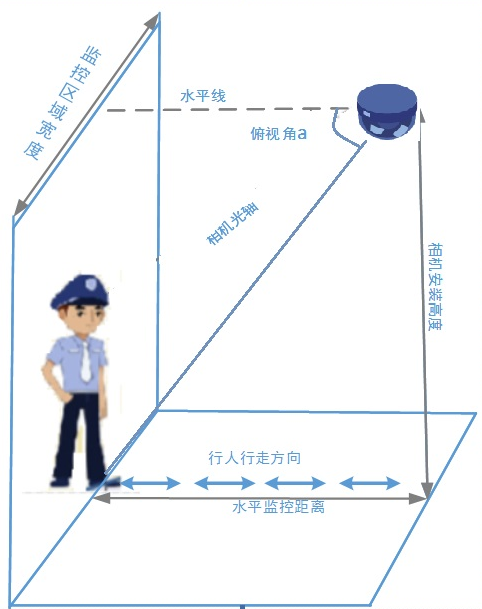 监控区域宽度
水平线
俯视角a
相机光轴
相机安装高度
行人行走方向
水平监控距离